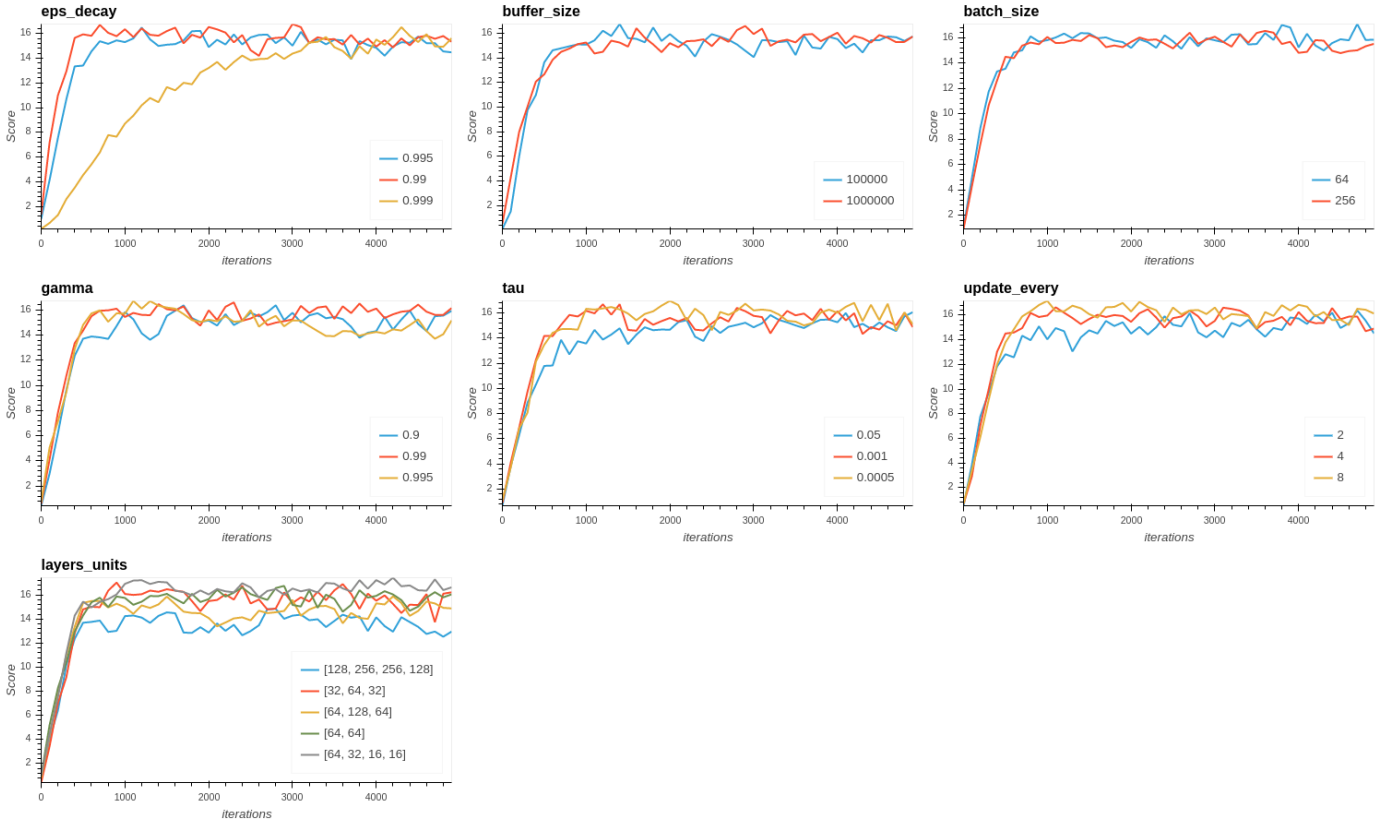 eps_decay
16
14
12
10
8
6
4
2
Score
0.995
0.99
0.999
0 1000 2000 3000 4000
iterations
buffer_size
16
14
12
10
8
6
4
2
Score
100000
1000000
0 1000 2000 3000 4000
iterations
batch_size
16
14
12
10
8
6
4
2
Score
64
256
0 1000 2000 3000 4000
iterations
gamma
16
14
12
10
8
6
4
2
Score
0.9
0.99
0.995
0 1000 2000 3000 4000
iterations
tau
16
14
12
10
8
6
4
2
Score
0.05
0.001
0.0005
0 1000 2000 3000 4000
iterations
update_every
16
14
12
10
8
6
4
2
Score
2
4
8
0 1000 2000 3000 4000
iterations
layers_units
16
14
12
10
8
6
4
2
Score
[128, 256, 256, 128]
[32, 64, 32]
[64, 128, 64]
[64, 64]
[64, 32, 16, 16]
0 1000 2000 3000 4000
iterations